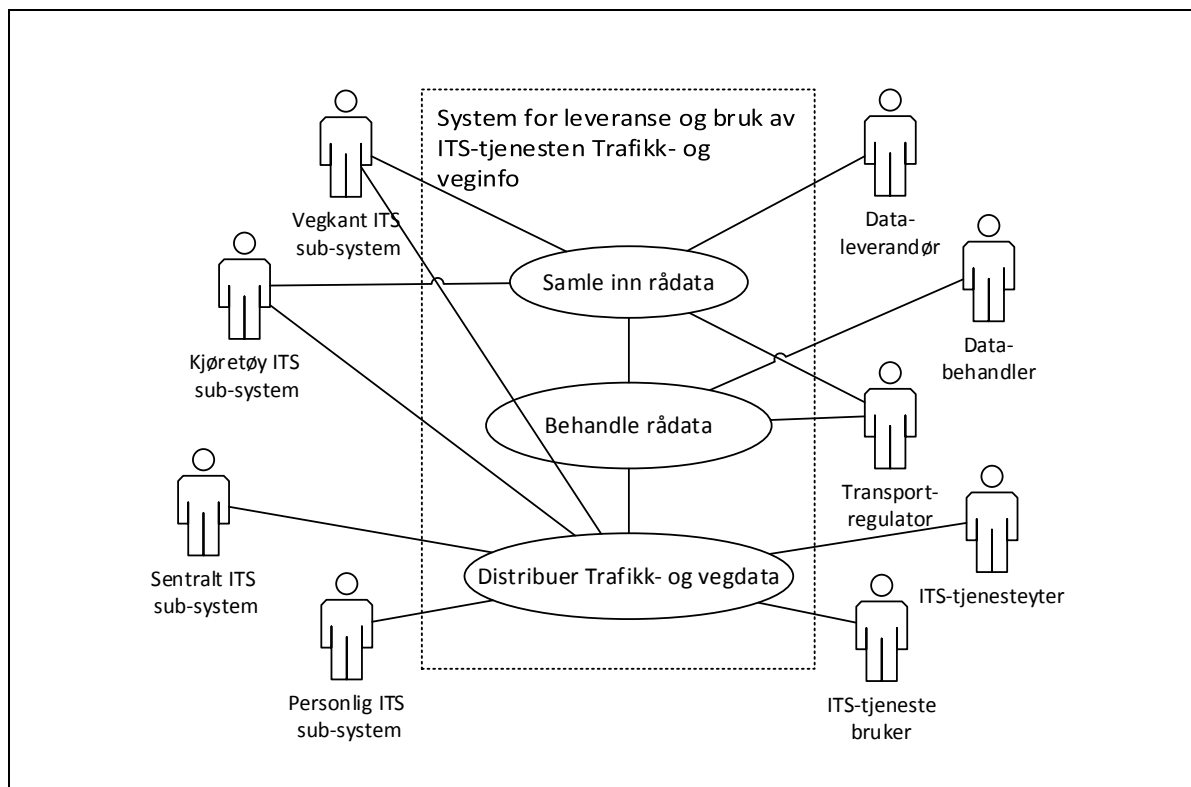 System for leveranse og bruk av
ITS-tjenesten Trafikk- og
veginfo
Vegkant ITS
sub-system
Data-
leverandør
Samle inn rådata
Kjøretøy ITS
sub-system
Data-
behandler
Behandle rådata
Transport-
regulator
Sentralt ITS
sub-system
Distribuer Trafikk- og vegdata
ITS-tjenesteyter
Personlig ITS
sub-system
ITS-tjeneste
bruker